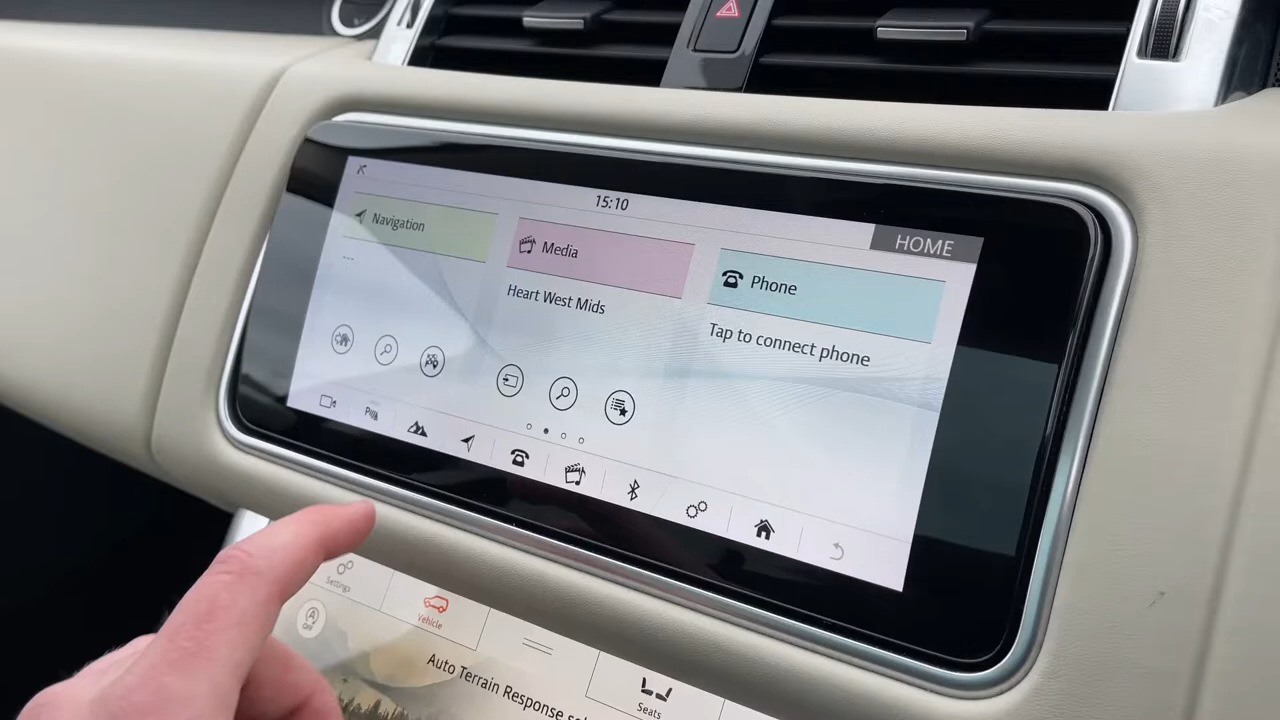 15:10
HOME
Navigation
---
Media
Heart West Mids
Phone
Tap to connect phone
Settings
Vehicle
A
OFF
Auto Terrain Response
Seats